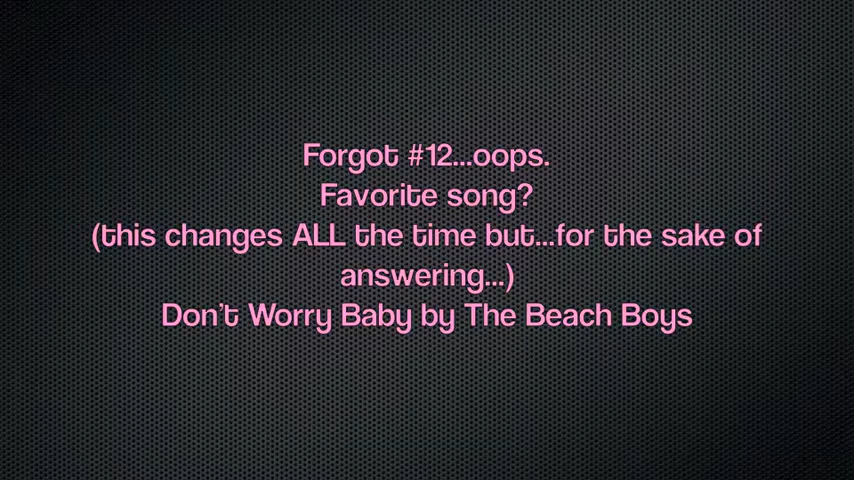 Forgot #12...oops.
Favorite song?
(this changes ALL the time but...for the sake of
answering...)
Don't Worry Baby by The Beach Boys